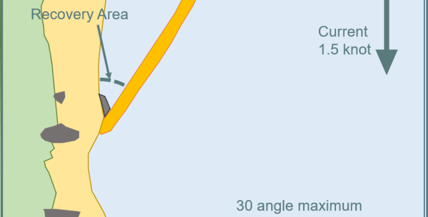 Recovery Area
Current
1.5 knot
30 angle maximum